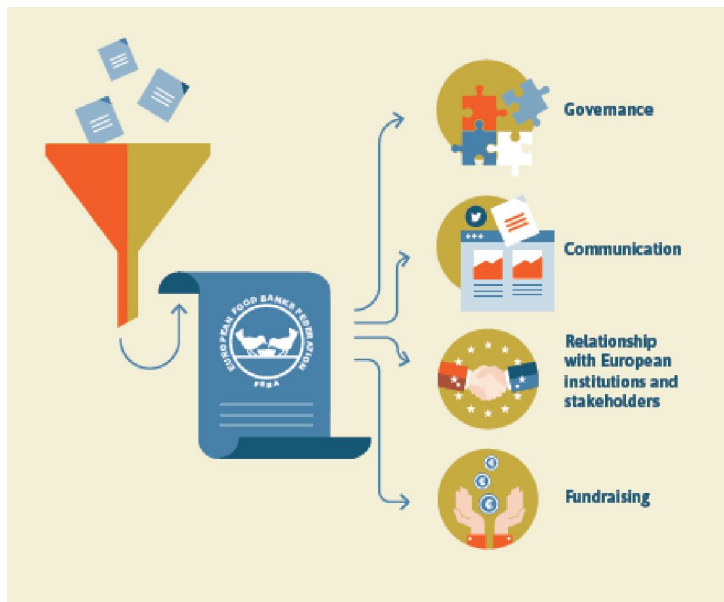 EUROPEAN FOOD BANKS FEDERATION
FEBA
Governance
Communication
Relationship
with European
institutions and
stakeholders
Fundraising
€
€
€